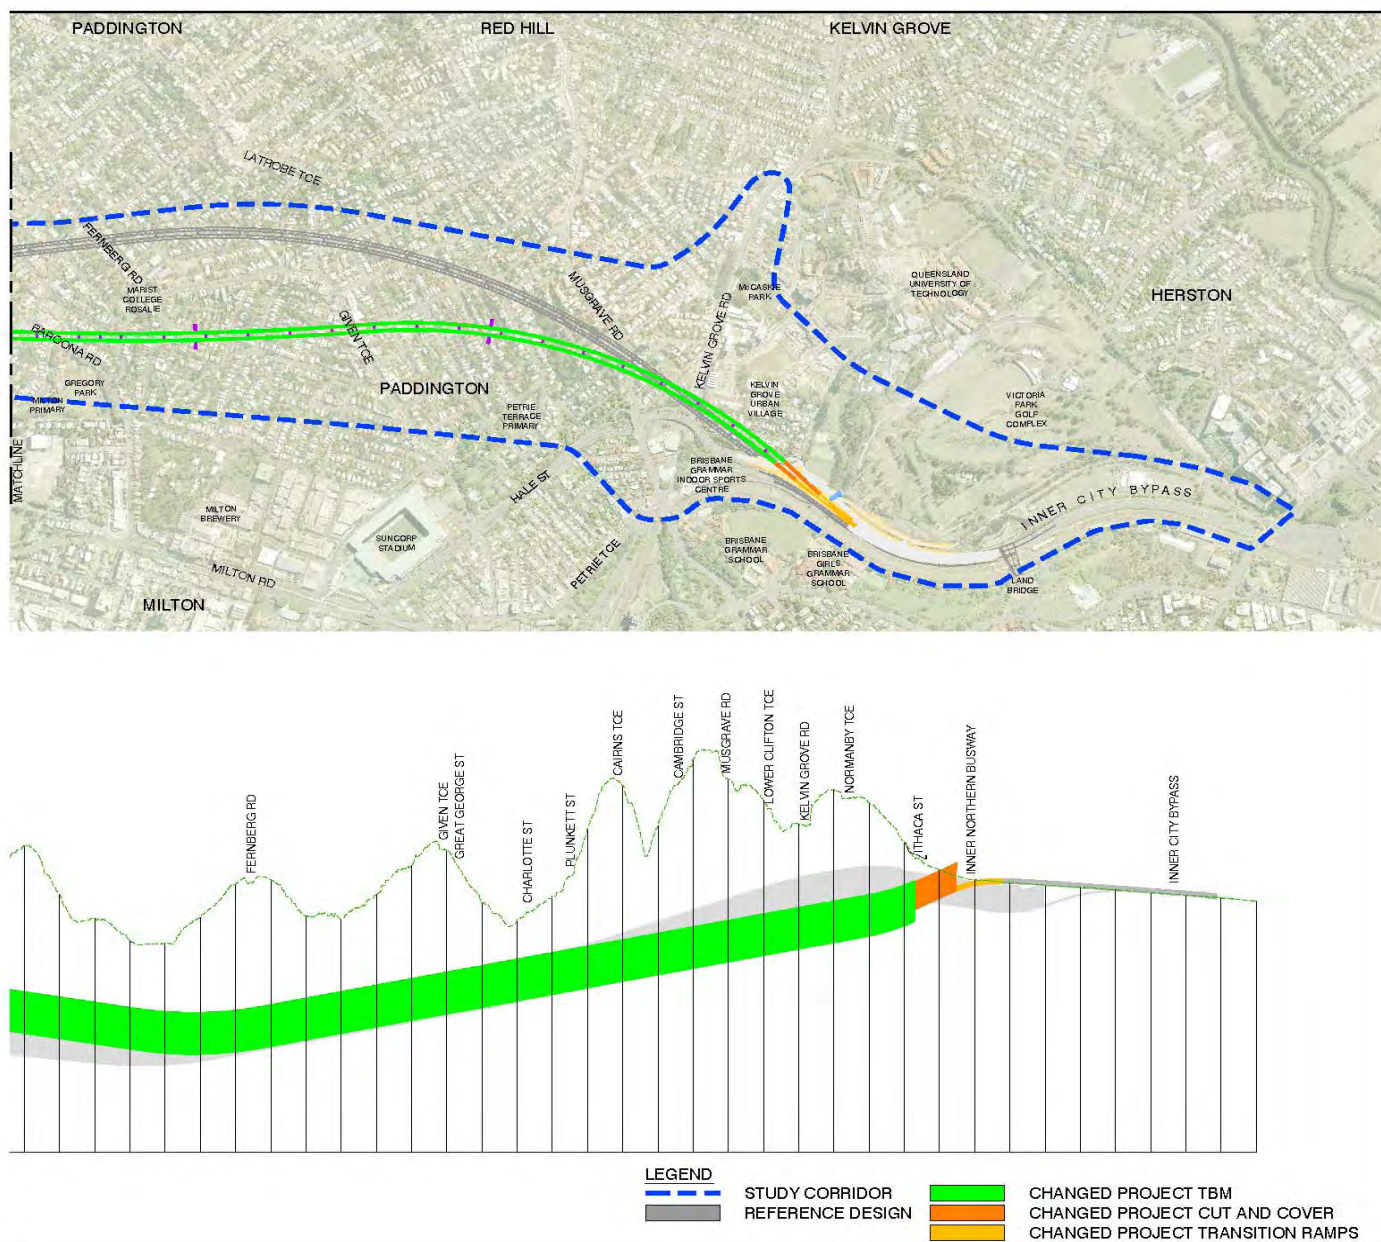 PADDINGTON
RED HILL
KELVIN GROVE
LATROBE TCE
FERNBERG RD
MARIST
COLLEGE
ROSALIE
MUSGRAVE RD
KELVIN GROVE RD
McCASKIE
PARK
QUEENSLAND
UNIVERSITY OF
TECHNOLOGY
HERSTON
BAROONA RD
GIVEN TCE
PADDINGTON
GREGORY
PARK
MILTON
PRIMARY
PETRIE
TERRACE
PRIMARY
KELVIN
GROVE
URBAN
VILLAGE
VICTORIA
PARK
GOLF
COMPLEX
MATCHLINE
HALE ST
BRISBANE
GRAMMAR
INDOOR SPORTS
CENTRE
INNER CITY BYPASS
MILTON
BREWERY
SUNCORP
STADIUM
MILTON RD
PETRIE TCE
BRISBANE
GRAMMAR
SCHOOL
BRISBANE
GIRLS
GRAMMAR
SCHOOL
LAND
BRIDGE
MILTON
FERNBERG RD
GIVEN TCE
GREAT GEORGE ST
CHARLOTTE ST
PLUNKETT ST
CAIRNS TCE
CAMBRIDGE ST
MUSGRAVE RD
LOWER CLIFTON TCE
KELVIN GROVE RD
NORMANBY TCE
ITHACA ST
INNER NORTHERN BUSWAY
INNER CITY BYPASS
LEGEND
STUDY CORRIDOR
REFERENCE DESIGN
CHANGED PROJECT TBM
CHANGED PROJECT CUT AND COVER
CHANGED PROJECT TRANSITION RAMPS